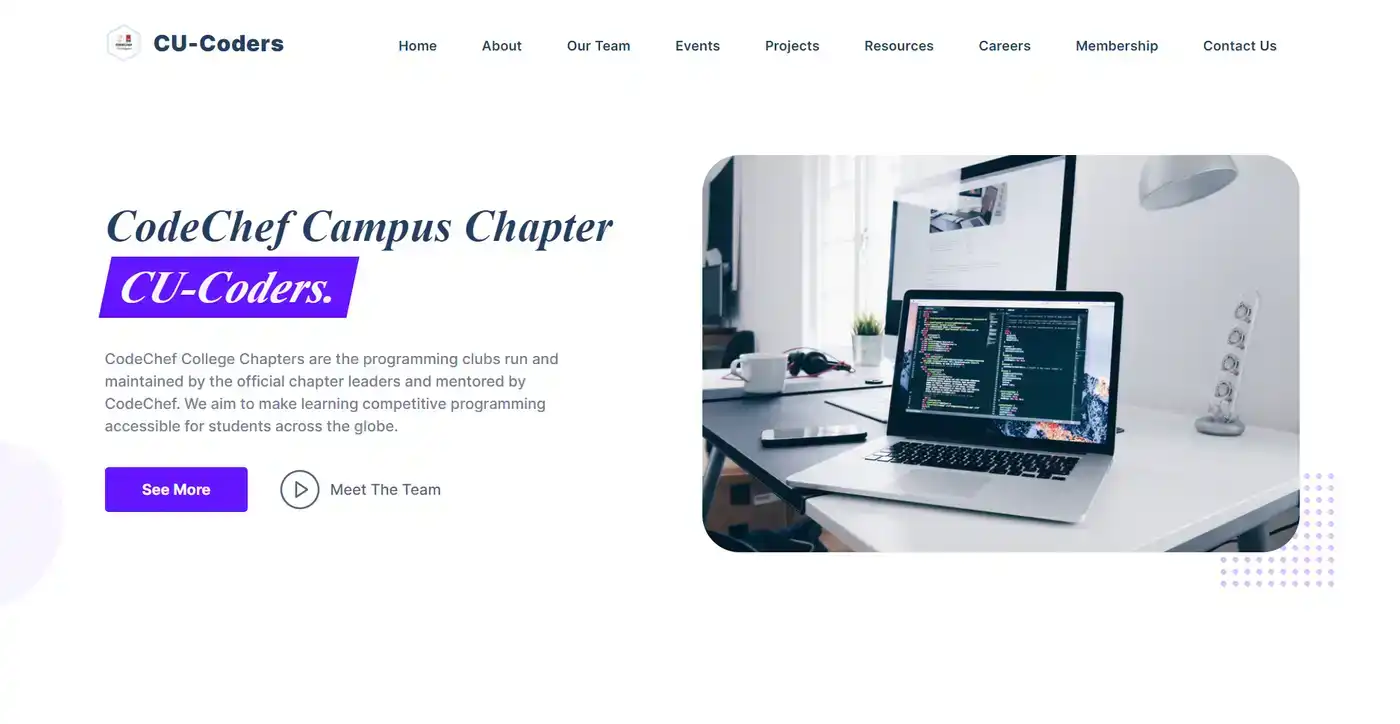 CU-Coders
Home About Our Team Events Projects Resources Careers Membership Contact Us
CodeChef Campus Chapter
CU-Coders.
CodeChef College Chapters are the programming clubs run and
maintained by the official chapter leaders and mentored by
CodeChef. We aim to make learning competitive programming
accessible for students across the globe.
See More
Meet The Team